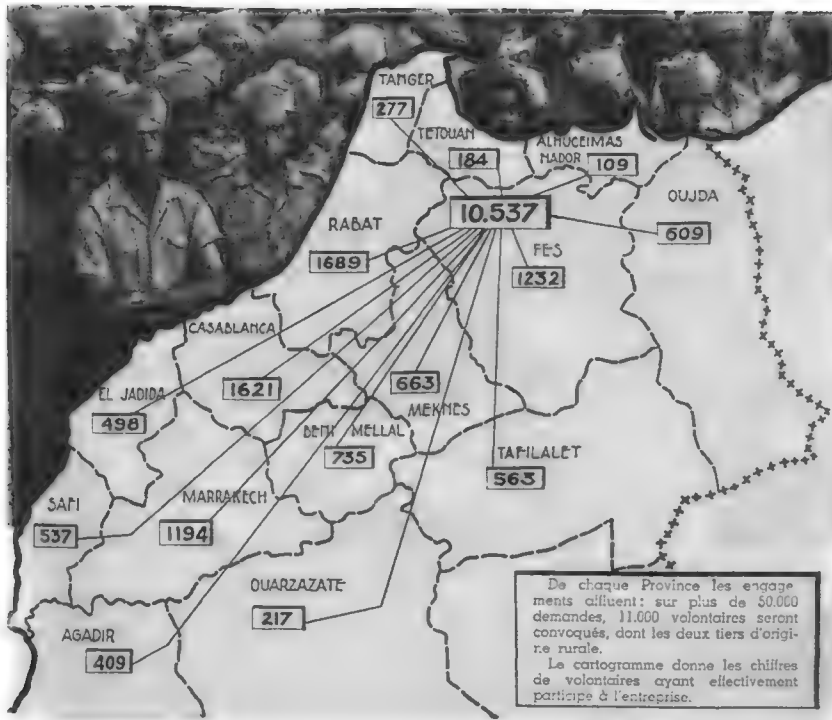 TANGER
277
TETOUAN
184
ALHUCEIMAS
NADOR
109
OUJDA
609
10.537
RABAT
1689
FES
1232
CASABLANCA
1621
EL JADIDA
498
663
MEKNES
BENI MELLAL
735
TAFILALET
563
SAFI
537
MARRAKECH
1194
OUARZAZATE
217
AGADIR
409
De chaque Province les engage
ments affluent: sur plus de 50.000
demandes, 11.000 volontaires seront
convoqués, dont les deux tiers d'origi-
ne rurale.
Le cartogramme donne les chiffres
de volontaires ayant effectivement
participe à l'entreprise.